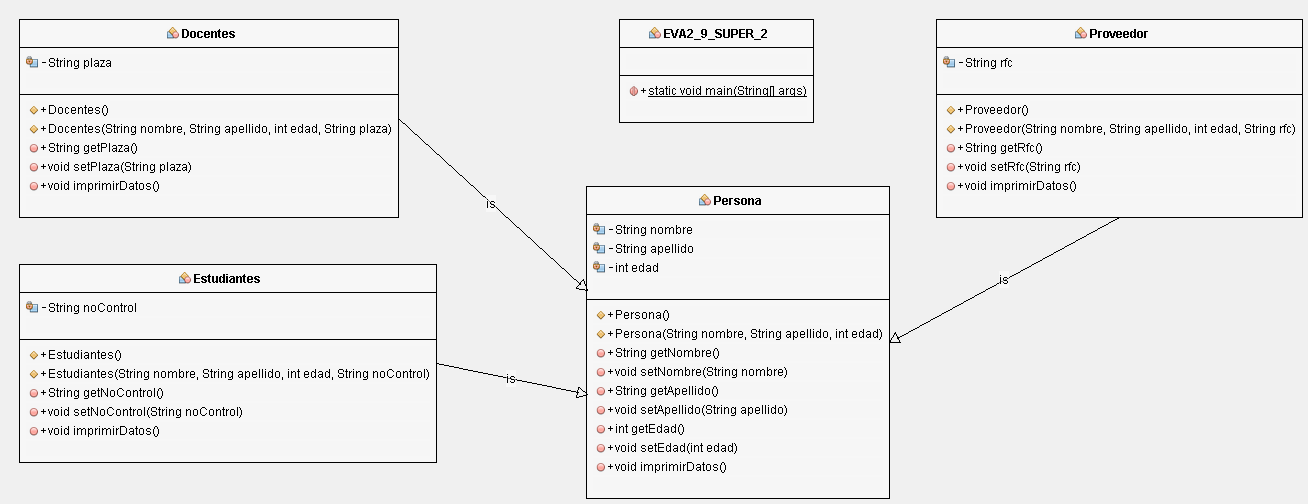 Docentes
- String plaza
+ Docentes()
+ Docentes(String nombre, String apellido, int edad, String plaza)
+ String getPlaza()
+ void setPlaza(String plaza)
+ void imprimirDatos()
EVA2_9_SUPER_2
+ static void main(String[] args)
Proveedor
- String rfc
+ Proveedor()
+ Proveedor(String nombre, String apellido, int edad, String rfc)
+ String getRfc()
+ void setRfc(String rfc)
+ void imprimirDatos()
is
Persona
- String nombre
- String apellido
- int edad
+ Persona()
+ Persona(String nombre, String apellido, int edad)
+ String getNombre()
+ void setNombre(String nombre)
+ String getApellido()
+ void setApellido(String apellido)
+ int getEdad()
+ void setEdad(int edad)
+ void imprimirDatos()
is
Estudiantes
- String noControl
+ Estudiantes()
+ Estudiantes(String nombre, String apellido, int edad, String noControl)
+ String getNoControl()
+ void setNoControl(String noControl)
+ void imprimirDatos()
is